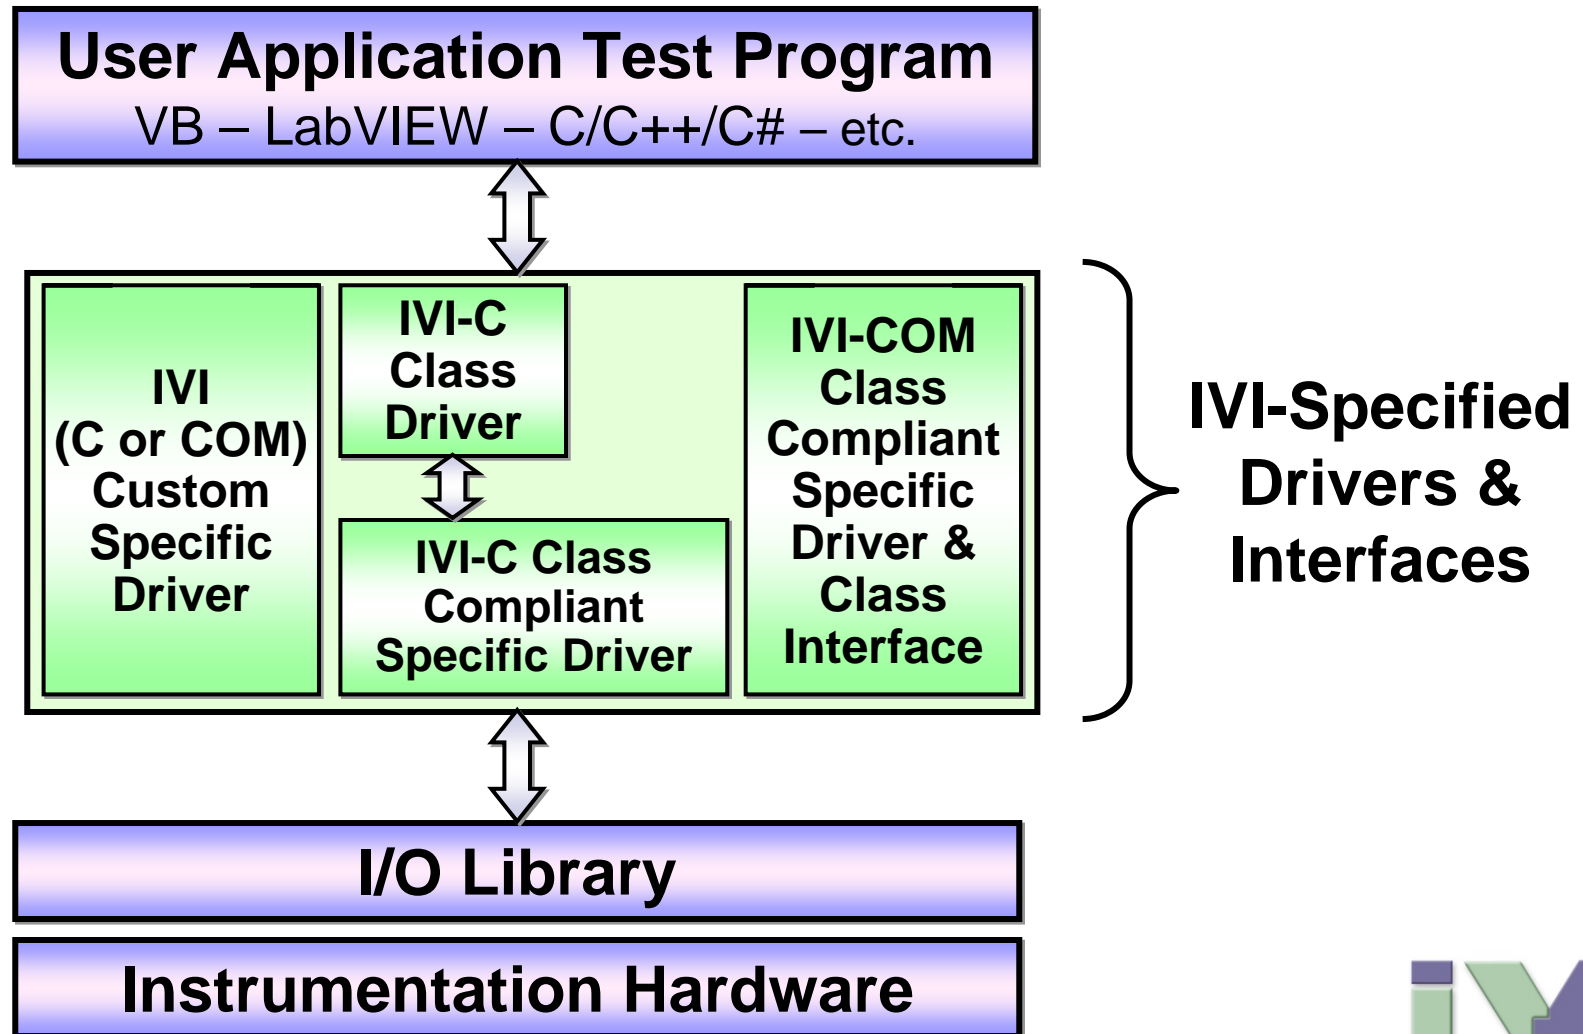 User Application Test Program
VB – LabVIEW – C/C++/C# – etc.
IVI
(C or COM)
Custom
Specific
Driver
IVI-C
Class
Driver
IVI-C Class
Compliant
Specific Driver
IVI-COM
Class
Compliant
Specific
Driver &
Class
Interface
IVI-Specified
Drivers &
Interfaces
I/O Library
Instrumentation Hardware